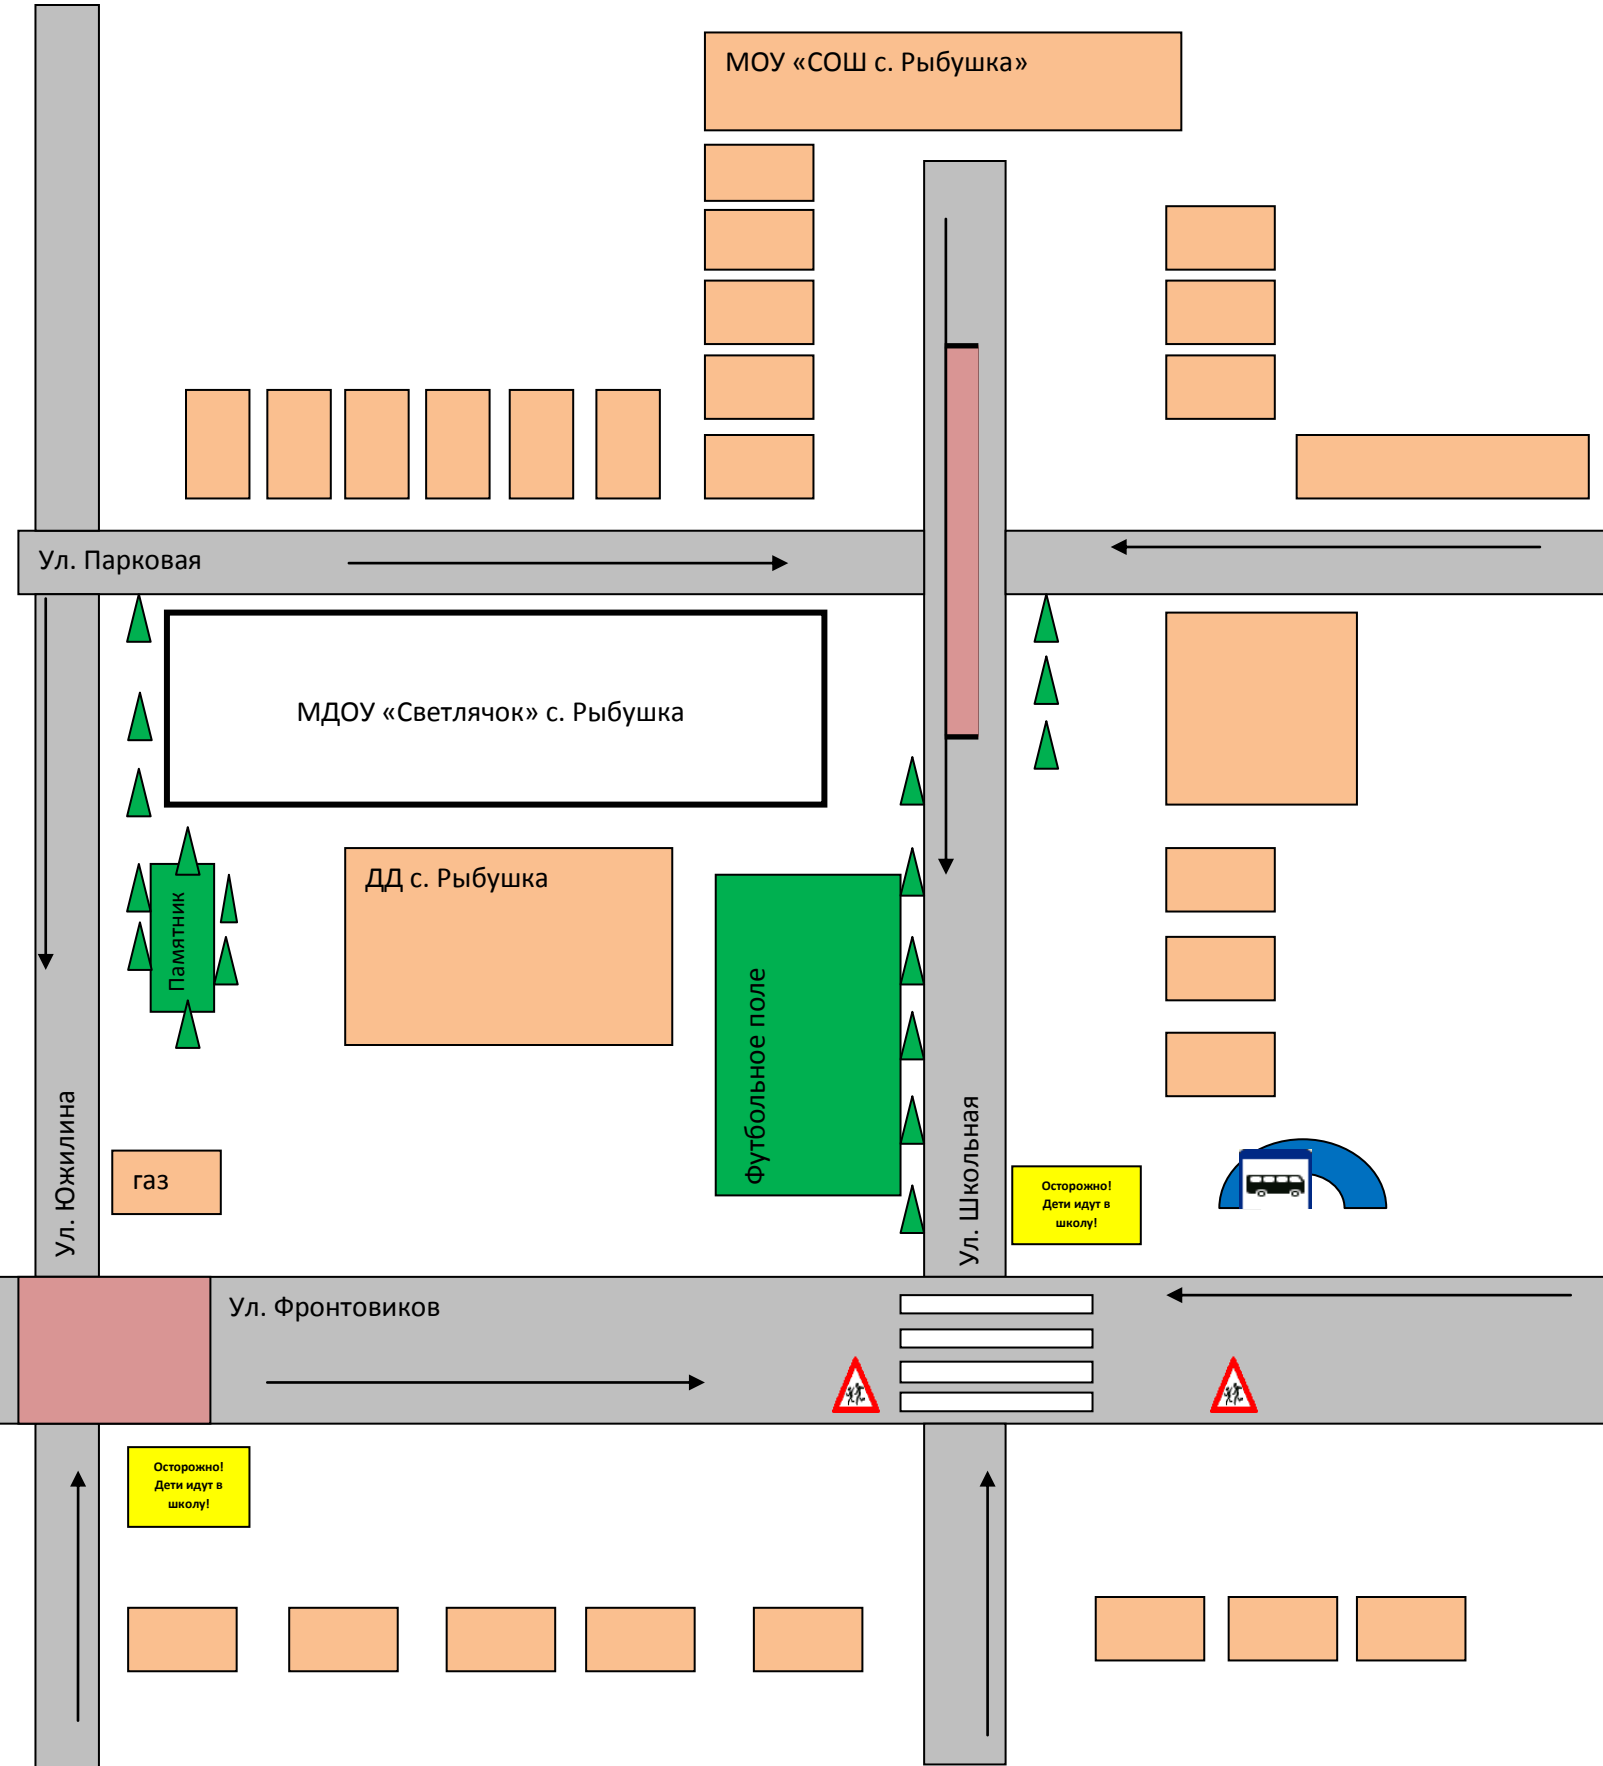 МОУ «СОШ с. Рыбушка»
Ул. Парковая
МДОУ «Светлячок» с. Рыбушка
ДД с. Рыбушка
Памятник
Футбольное поле
Ул. Южилина
газ
Ул. Школьная
Осторожно!
Дети идут в
школу!
Ул. Фронтовиков
Осторожно!
Дети идут в
школу!